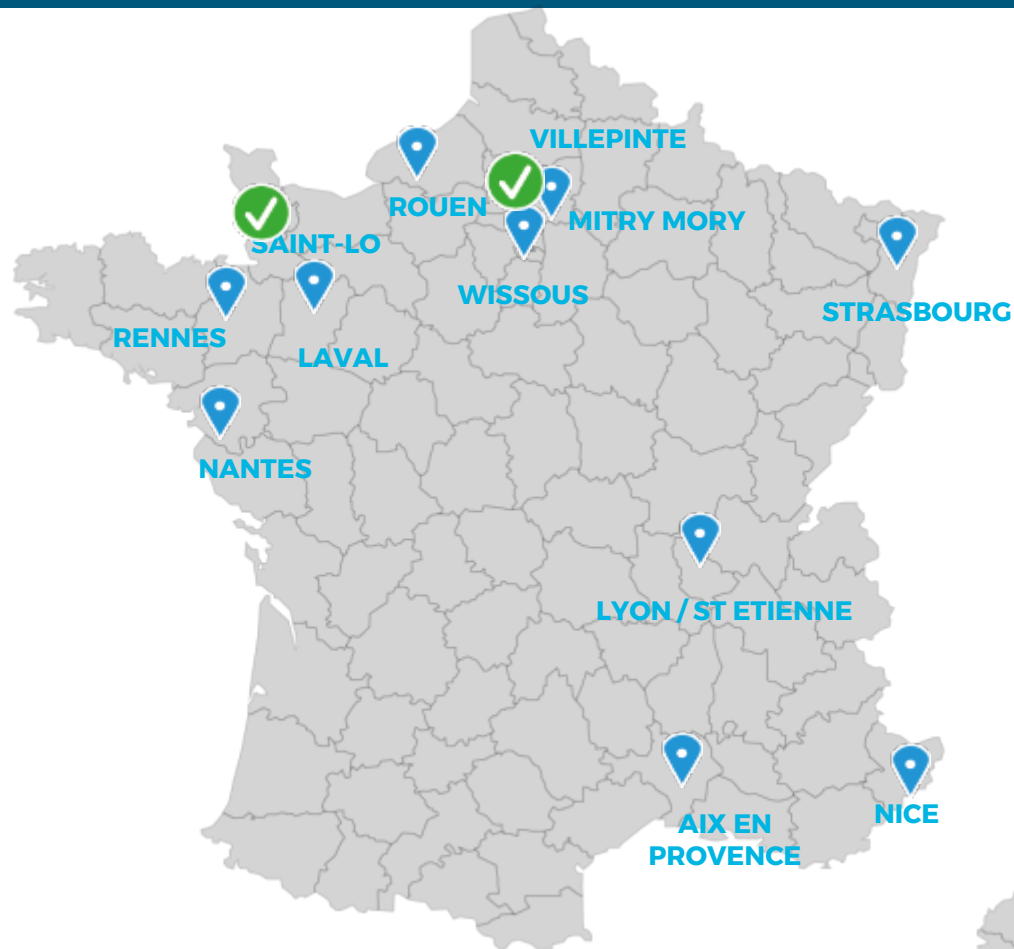 VILLEPINTE
ROUEN
MITRY MORY
SAINT-LO
WISSOUS
STRASBOURG
RENNES
LAVAL
NANTES
LYON / ST ETIENNE
NICE
AIX EN
PROVENCE